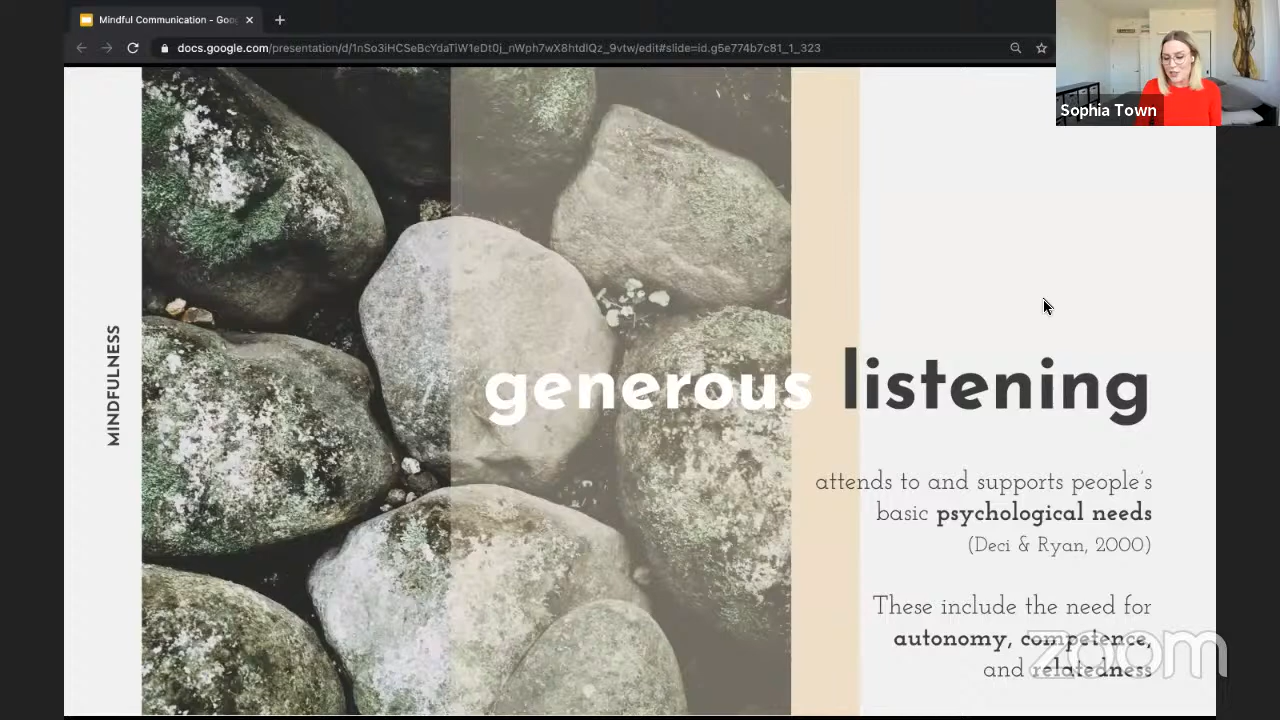 Mindful Communication - Goo
docs.google.com/presentation/d/1nSo3iHCSeBcYdaTiW1eDt0j_nWph7wX8htdlQz_9vtw/edit#slide=id.g5e774b7c81_1_323
Sophia Town
MINDFULNESS
generous listening
attends to and supports people's
basic psychological needs
(Deci & Ryan, 2000)
These include the need for
autonomy, competence,
and relatedness
zoom